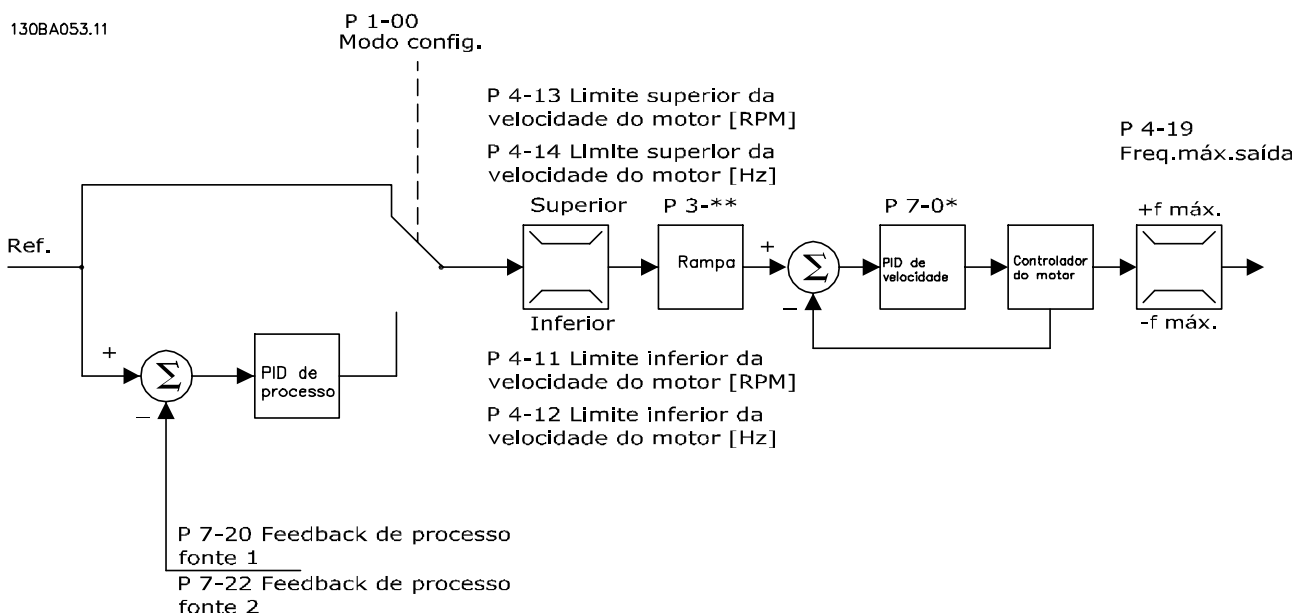 130BA053.11
P 1-00
Modo config.
P 4-13 Limite superior da
velocidade do motor [RPM]
P 4-14 Limite superior da
velocidade do motor [Hz]
P 4-19
Freq.máx.saída
Superior
P 3-**
P 7-0*
+f máx.
Ref.
Rampa
+
Σ
−
PID de
velocidade
Controlador
do motor
Inferior
-f máx.
P 4-11 Limite inferior da
velocidade do motor [RPM]
P 4-12 Limite inferior da
velocidade do motor [Hz]
+
Σ
−
PID de
processo
P 7-20 Feedback de processo
fonte 1
P 7-22 Feedback de processo
fonte 2